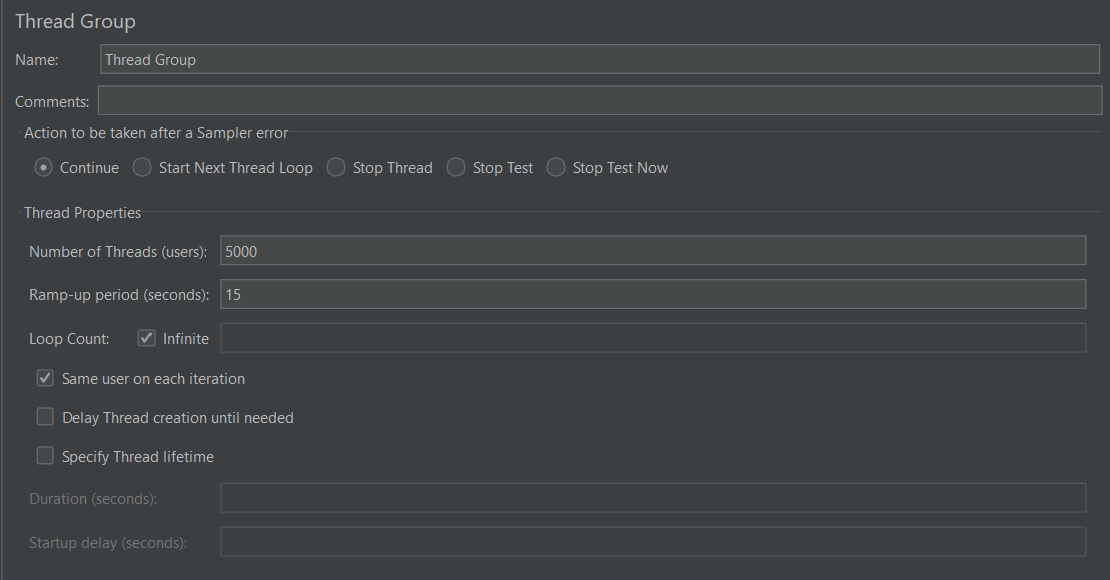 Thread Group
Name: Thread Group
Comments:
Action to be taken after a Sampler error
Continue Start Next Thread Loop Stop Thread Stop Test Stop Test Now
Thread Properties
Number of Threads (users): 5000
Ramp-up period (seconds): 15
Loop Count: Infinite
Same user on each iteration
Delay Thread creation until needed
Specify Thread lifetime
Duration (seconds):
Startup delay (seconds):